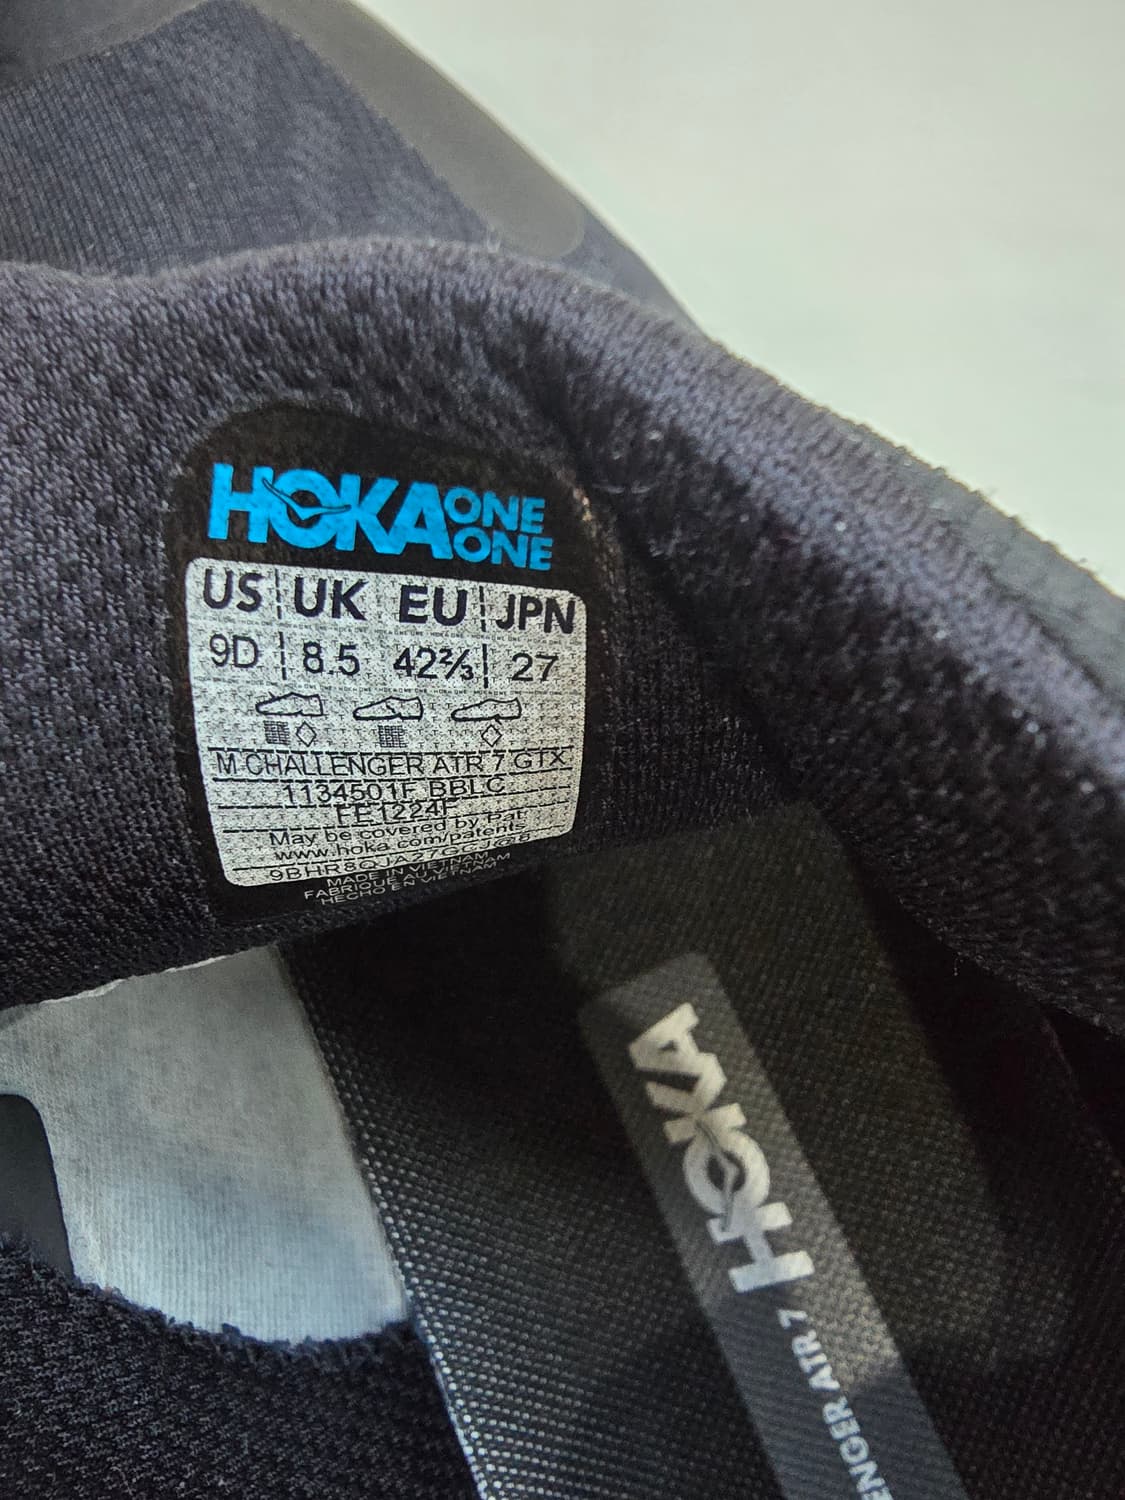 HOKA ONE ONE
US UK EU JPN
9D 8.5 42⅔ 27
M CHALLENGER ATR 7 GTX
1134501F BBLC
FE1224F
May be covered by Pat.
www.hoka.com/patents
MADE IN VIETNAM
FABRIQUÉ AU VIETNAM
HECHO EN VIETNAM
HOKA
ENGER ATR 7